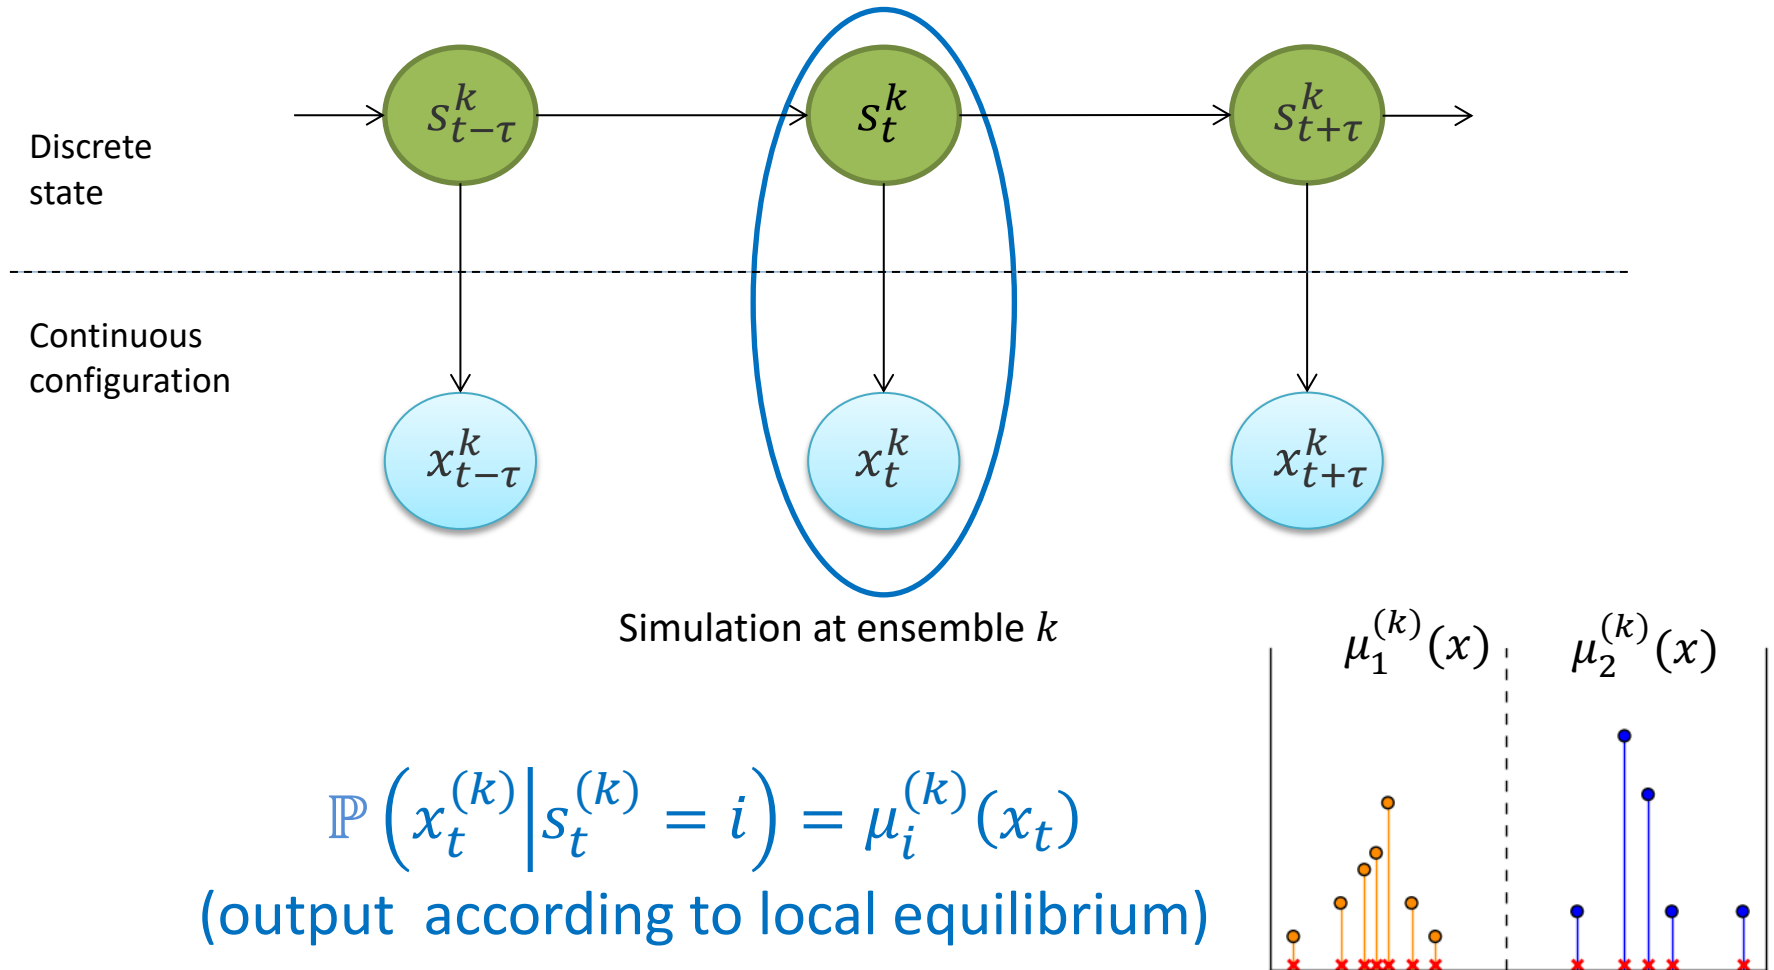 s_{t−τ}^k
s_t^k
s_{t+τ}^k
Discrete
state
Continuous
configuration
x_{t−τ}^k
x_t^k
x_{t+τ}^k
Simulation at ensemble k
μ_1^{(k)}(x)
μ_2^{(k)}(x)
ℙ(x_t^{(k)}|s_t^{(k)} = i) = μ_i^{(k)}(x_t)
(output according to local equilibrium)